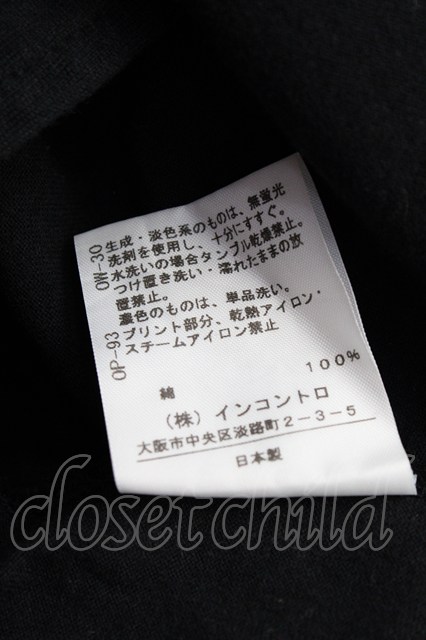 OW-30
生成・淡色系のものは、無蛍光
洗剤を使用し、十分にすすぐ。
水洗いの場合タンブル乾燥禁止。
つけ置き洗い・濡れたままの放
置禁止。
濃色のものは、単品洗い。
OP-93
プリント部分、乾熱アイロン・
スチームアイロン禁止
綿 100%
(株)インコントロ
大阪市中央区淡路町2-3-5
日本製
closetchild